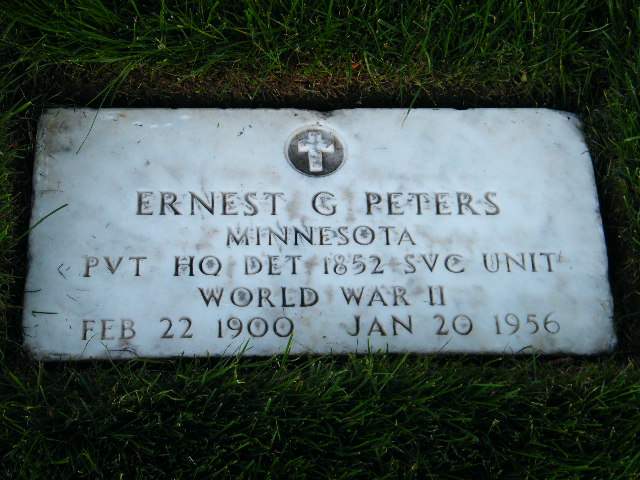 ERNEST G PETERS
MINNESOTA
PVT HQ DET 1852 SVC UNIT
WORLD WAR II
FEB 22 1900 JAN 20 1956